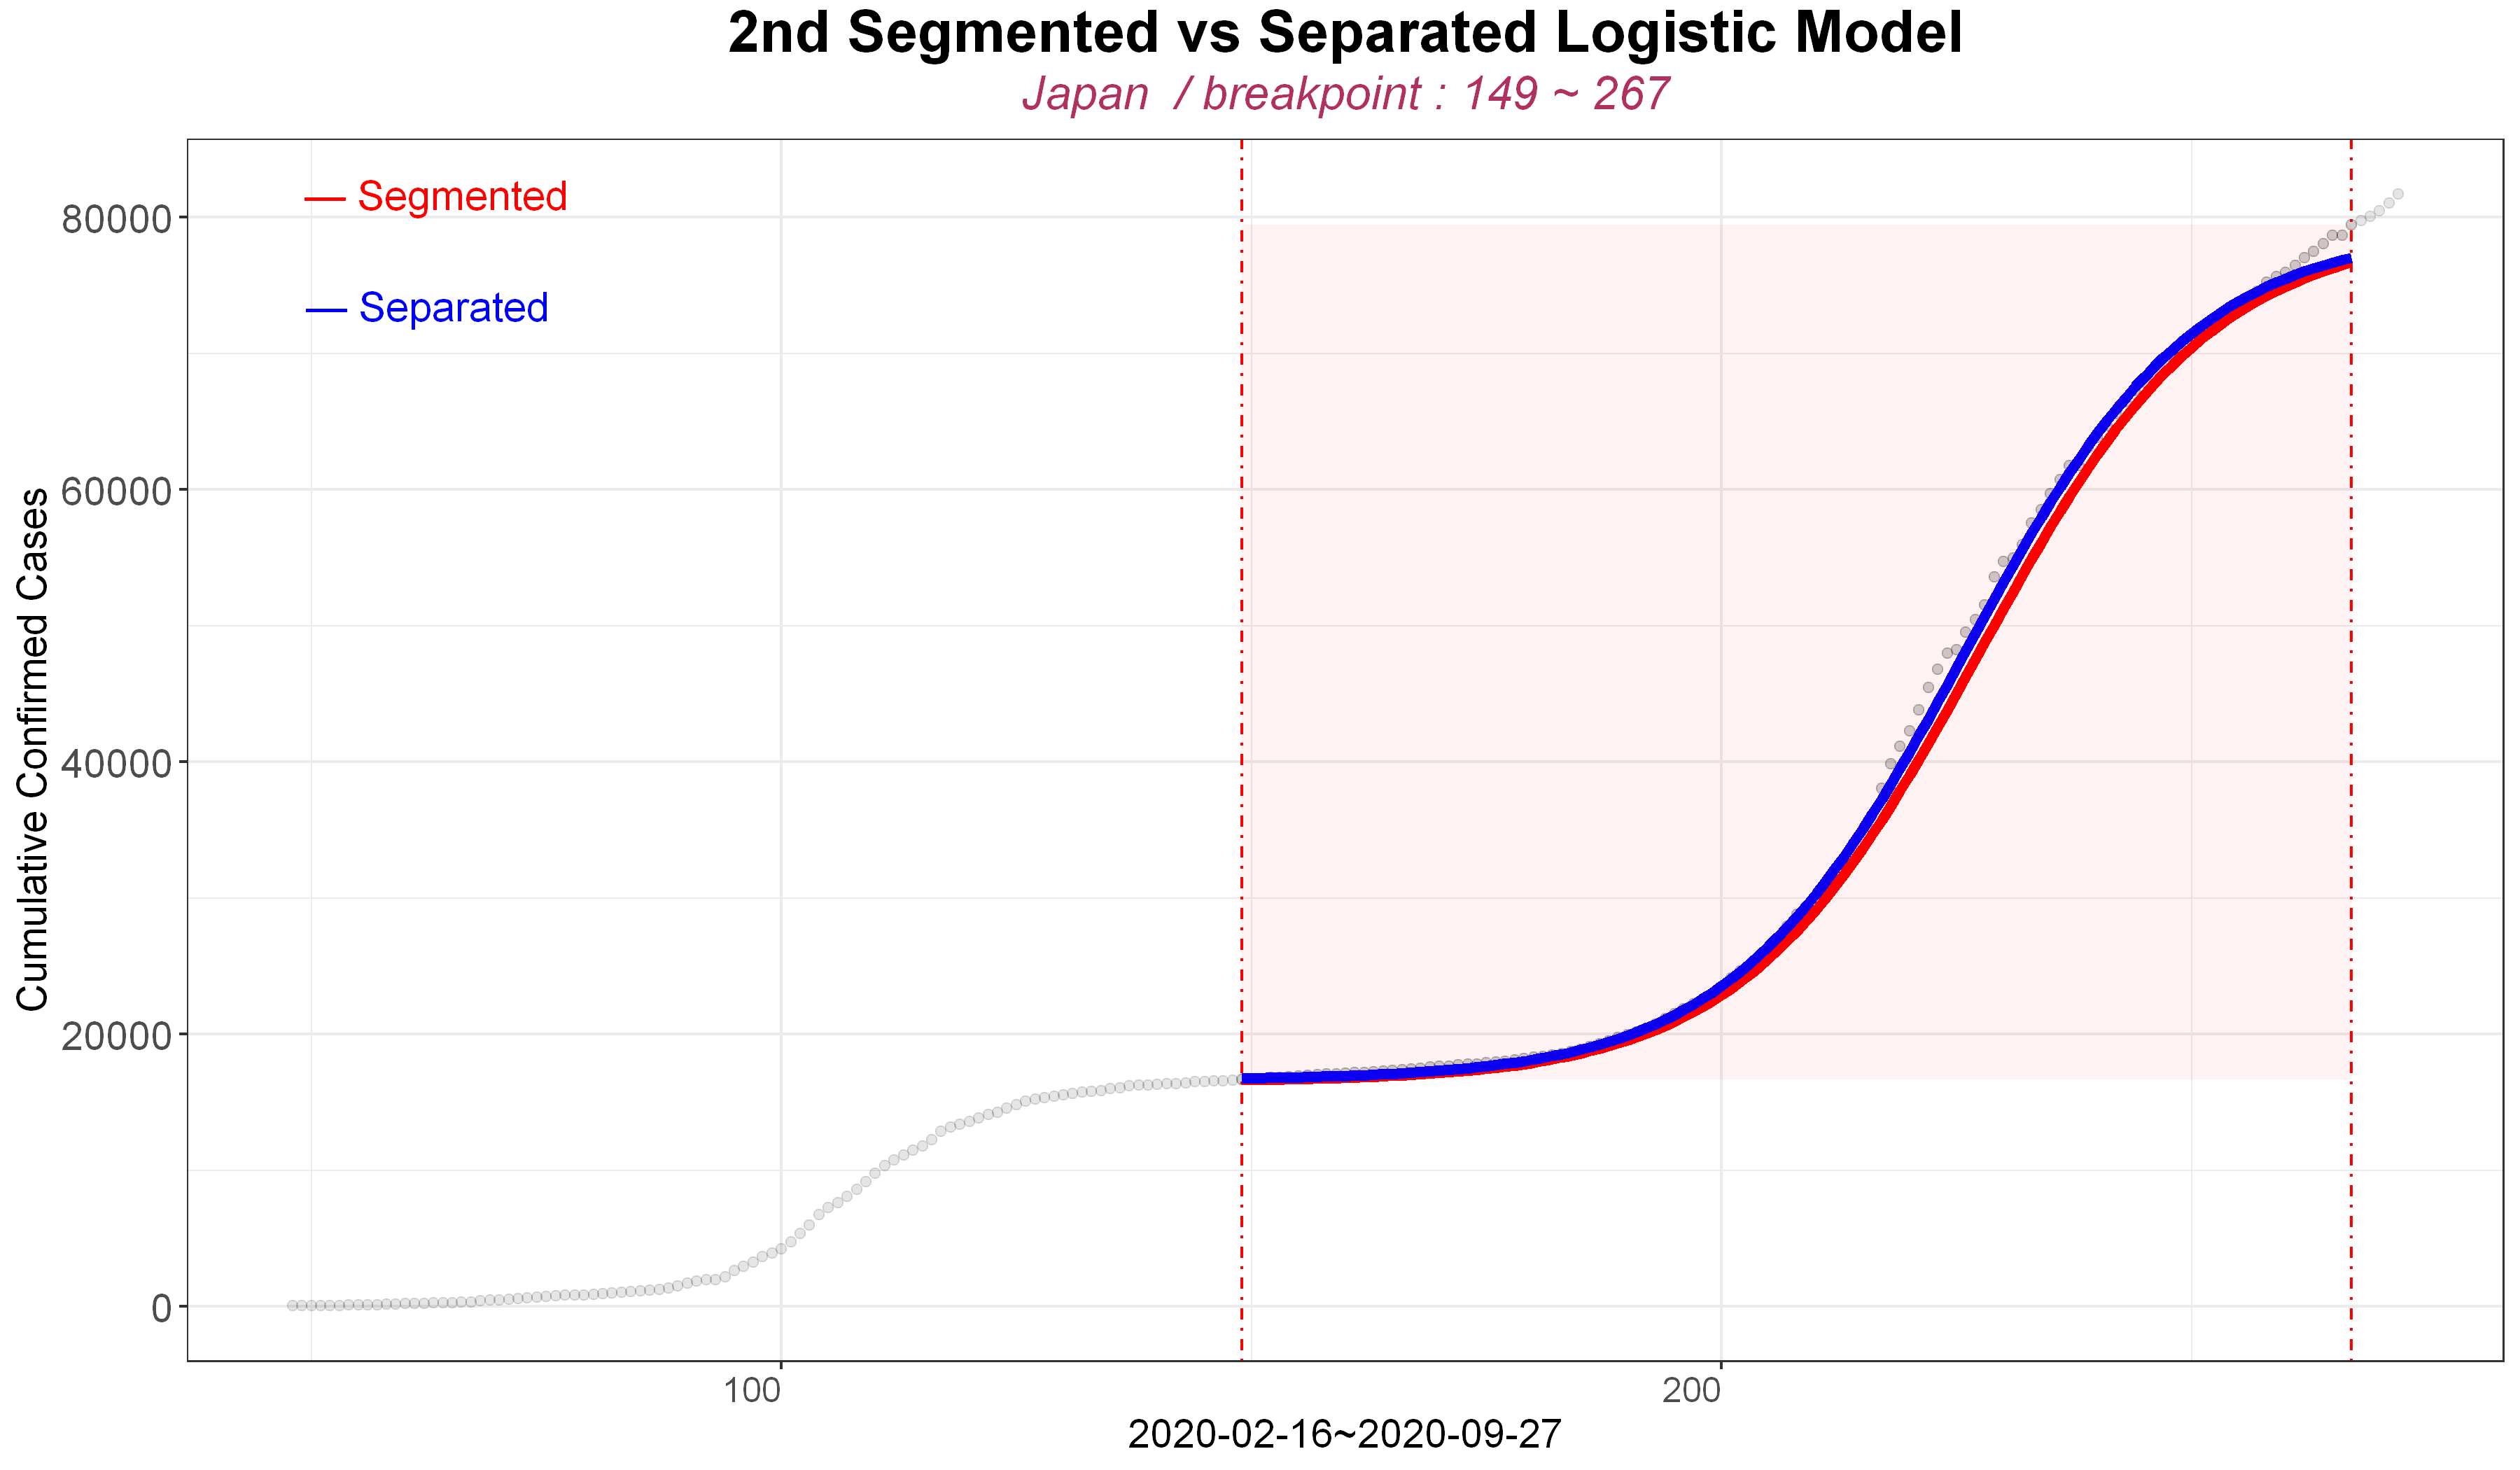 2nd Segmented vs Separated Logistic Model
Japan / breakpoint : 149 ~ 267
Segmented
Separated
80000
60000
40000
20000
0
Cumulative Confirmed Cases
100
200
2020-02-16~2020-09-27